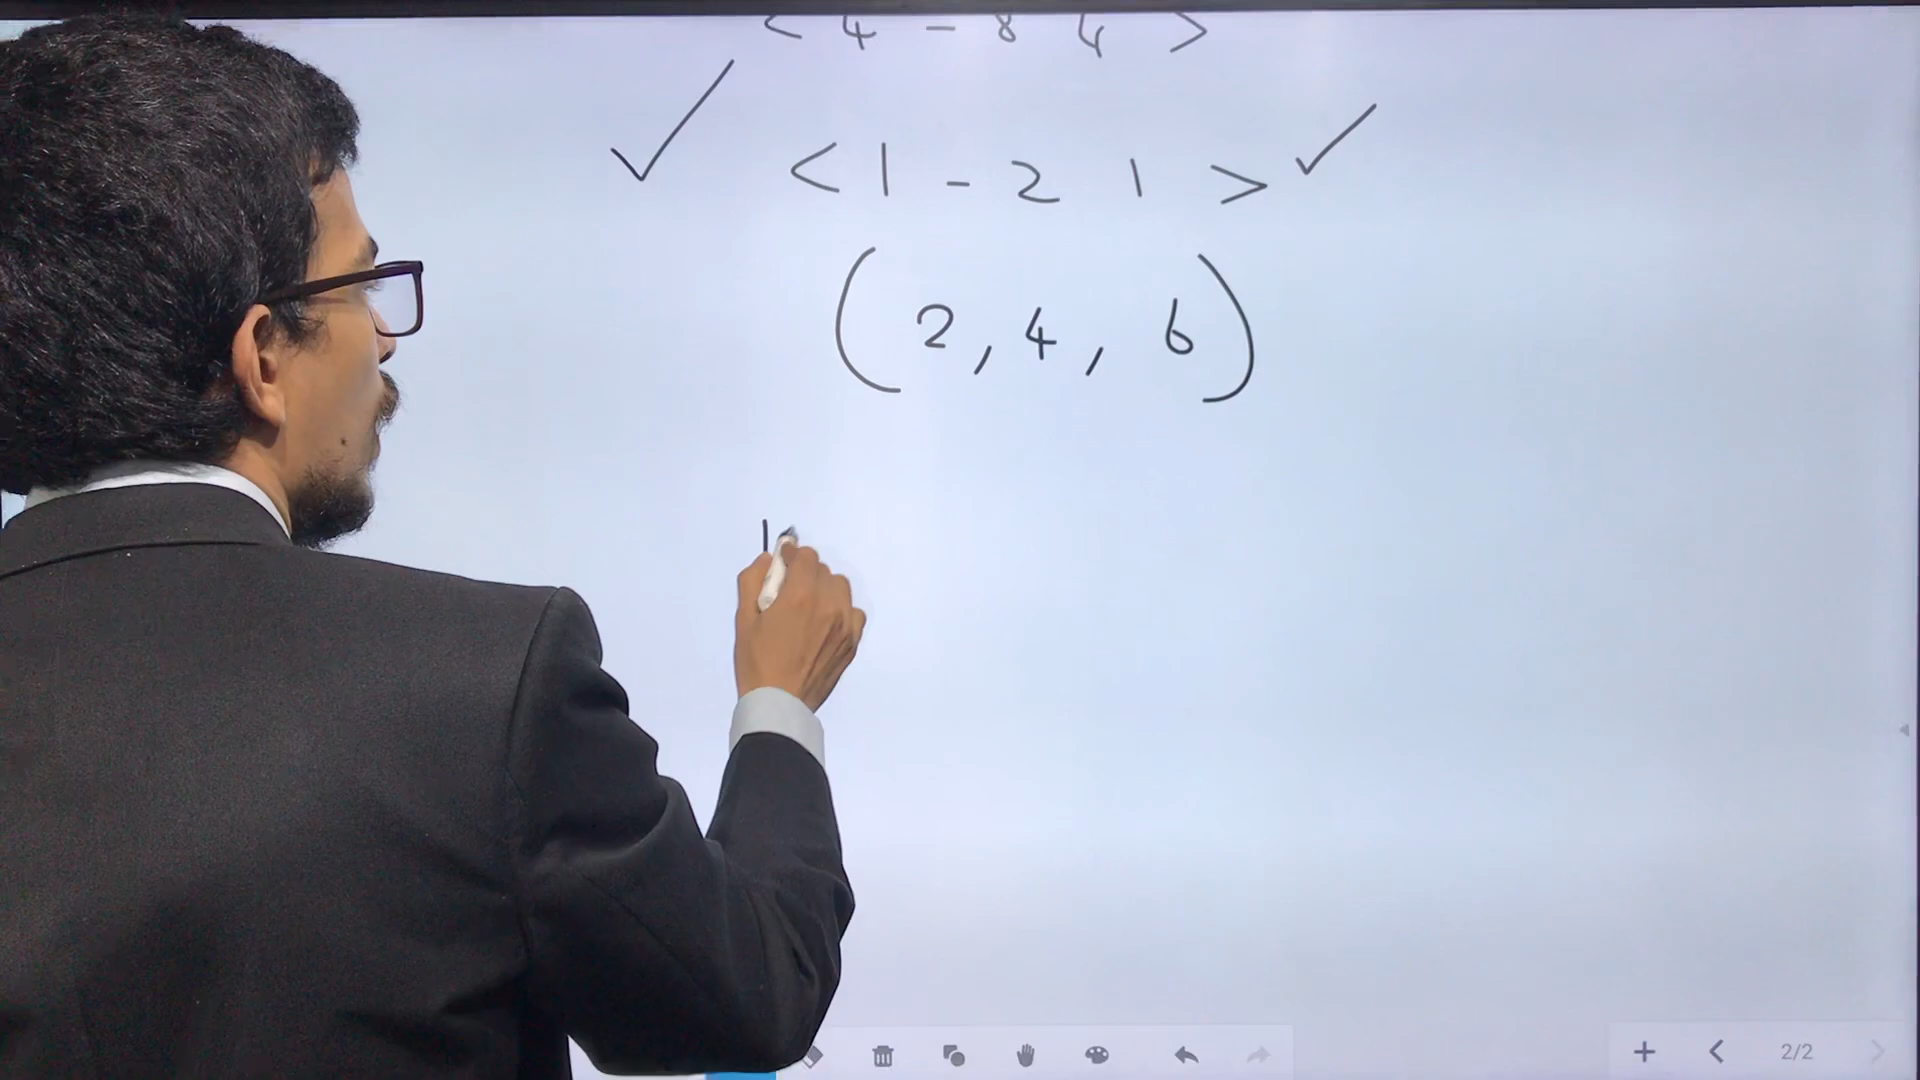 < 4 - 8 4 >
✓ < 1 - 2 1 > ✓
( 2 , 4 , 6 )
2/2